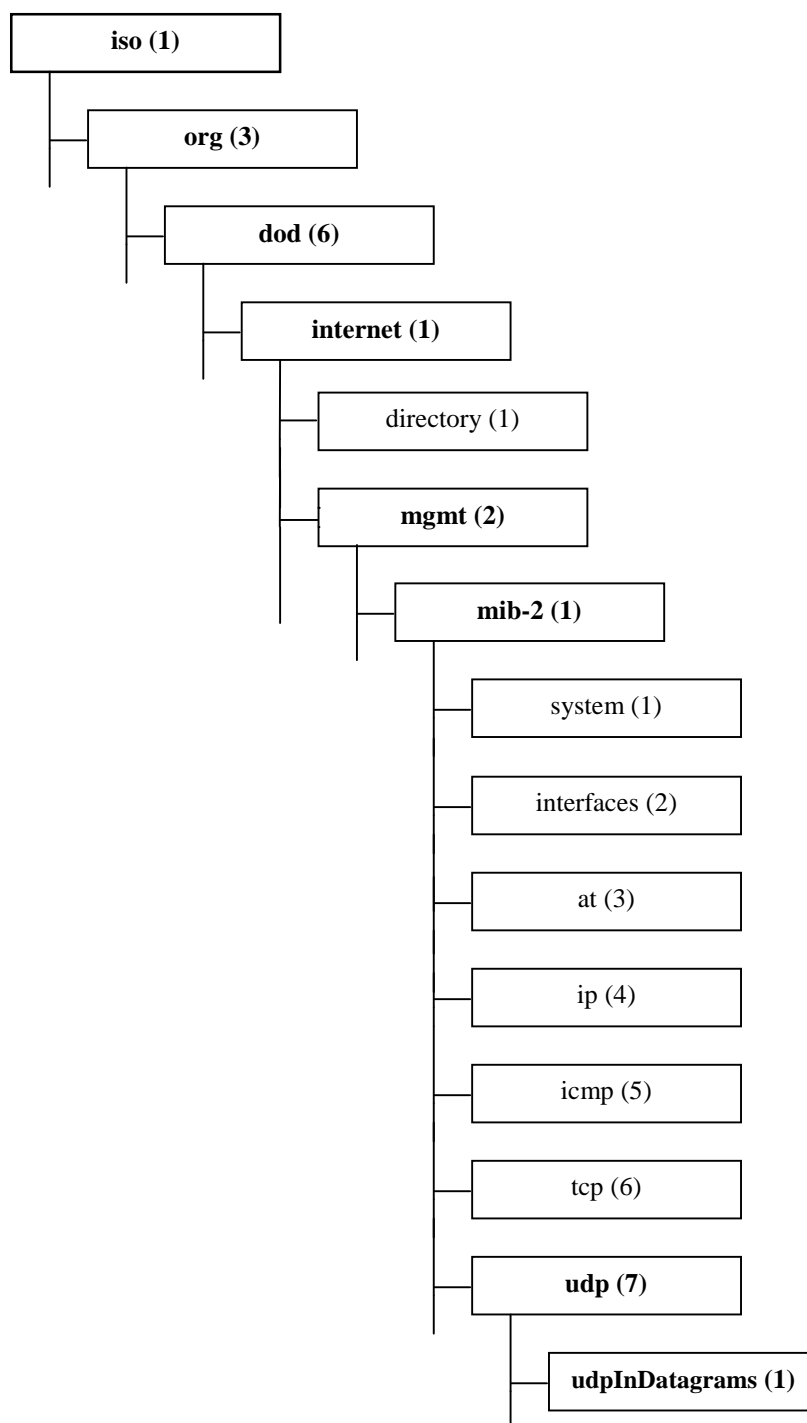 iso (1)
org (3)
dod (6)
internet (1)
directory (1)
mgmt (2)
mib-2 (1)
system (1)
interfaces (2)
at (3)
ip (4)
icmp (5)
tcp (6)
udp (7)
udpInDatagrams (1)